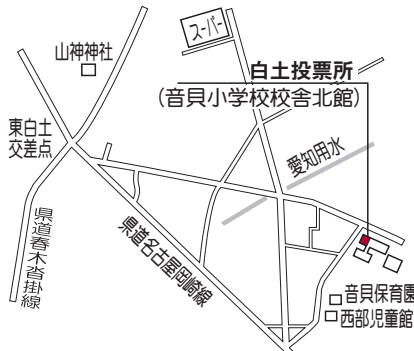 スーパー
山神神社
白土投票所
(音貝小学校校舎北館)
東白土
交差点
愛知用水
県道春木沓掛線
県道名古屋岡崎線
音貝保育園
西部児童館